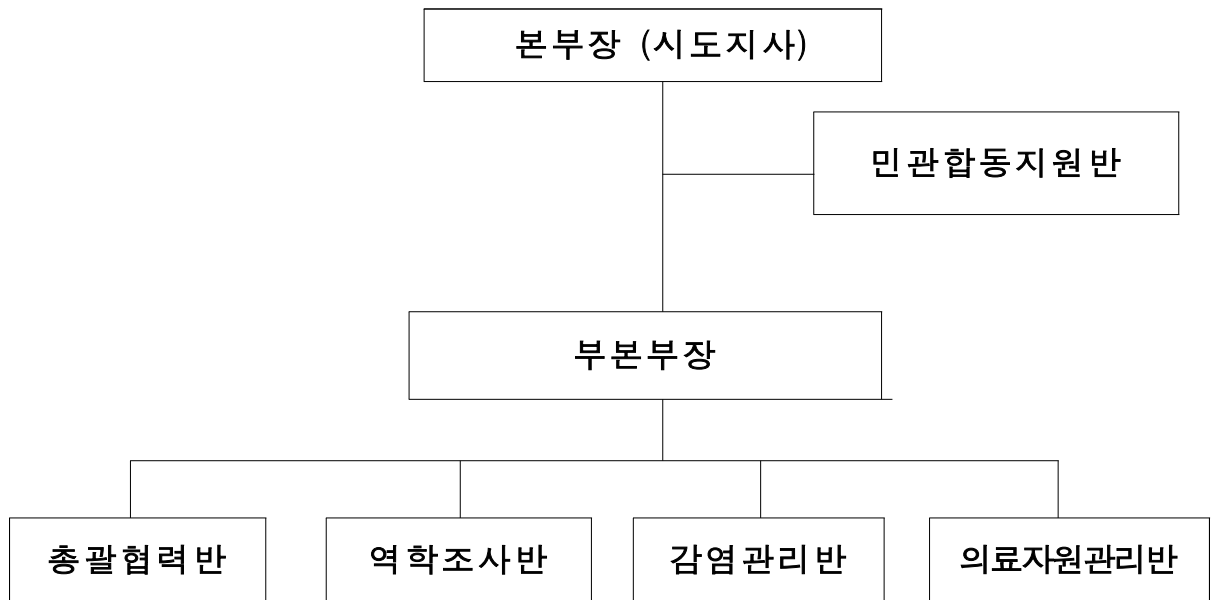 본부장 (시도지사)
민관합동지원반
부본부장
총괄협력반
역학조사반
감염관리반
의료자원관리반